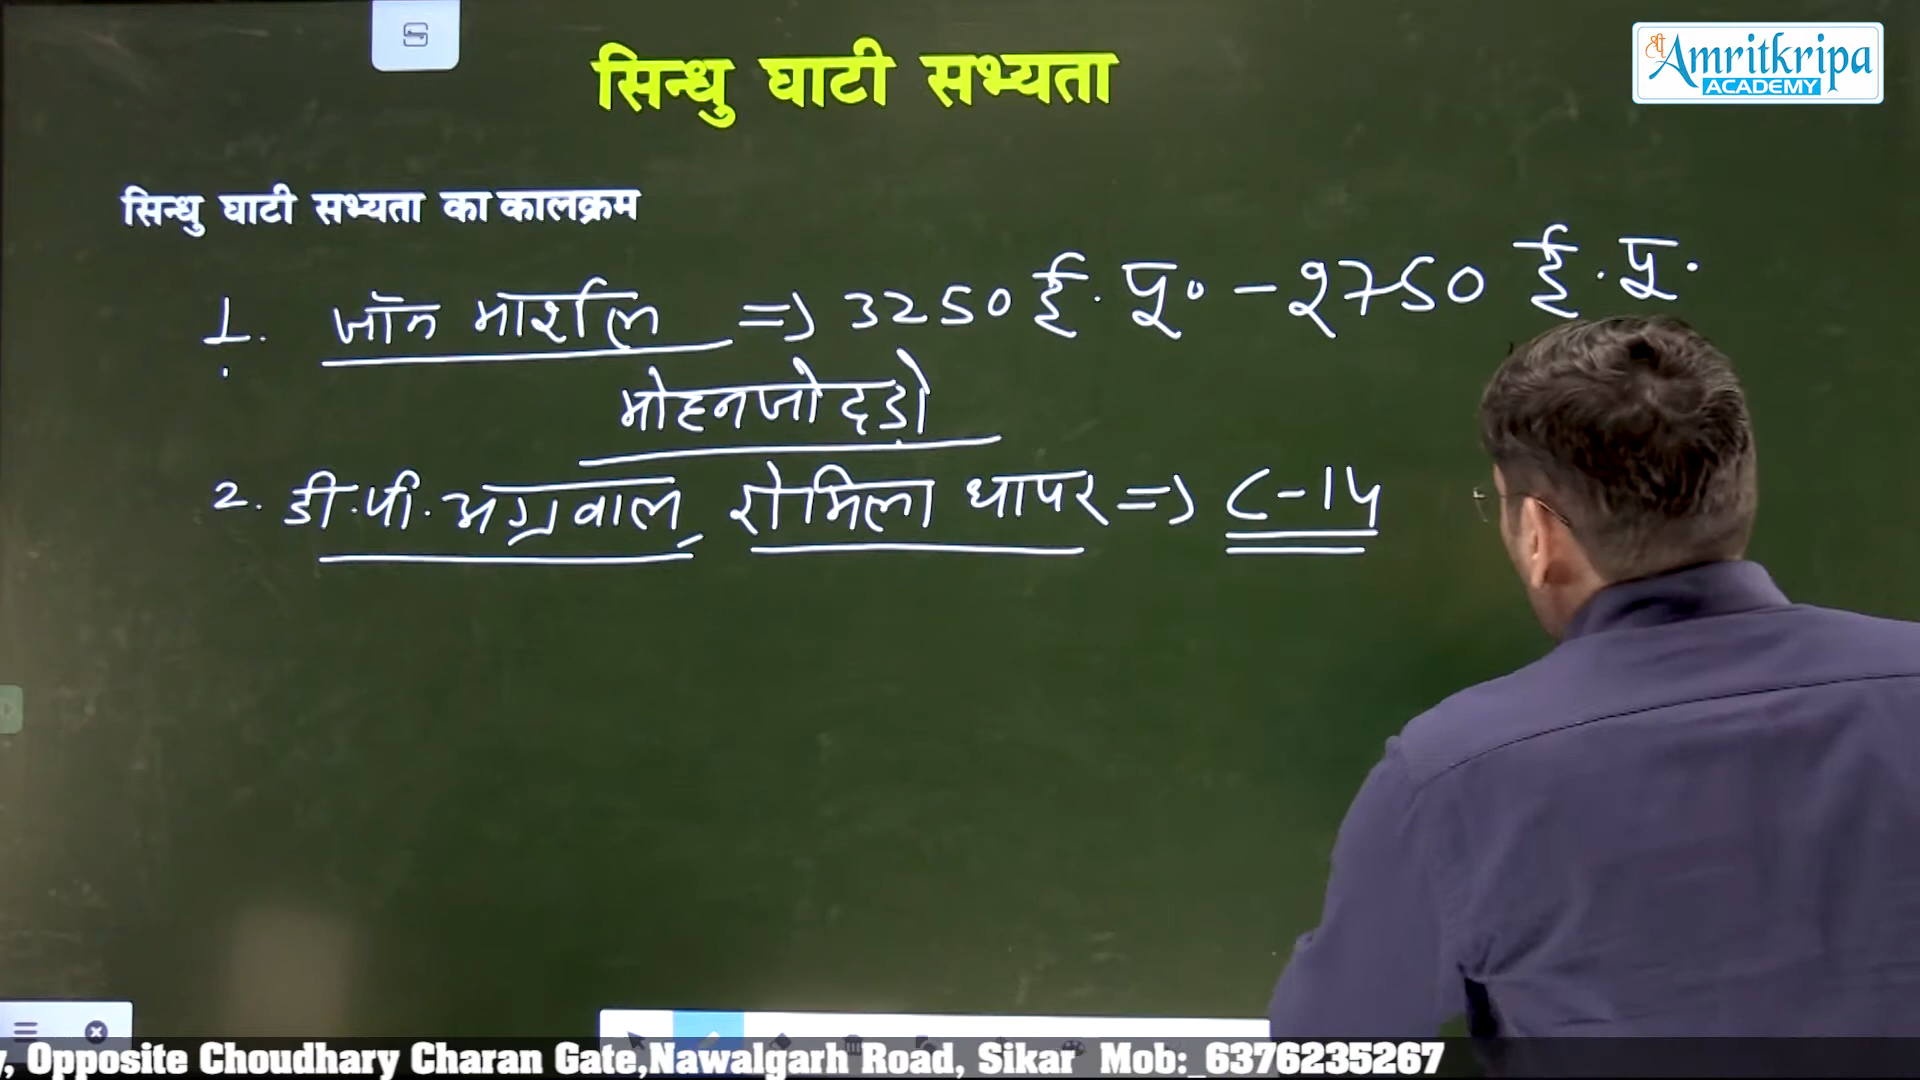 सिन्धु घाटी सभ्यता
श्री Amritkripa
ACADEMY
सिन्धु घाटी सभ्यता का कालक्रम
1. जॉन मार्शल => 3250 ई. पू. - 2750 ई. पू.
मोहनजोदड़ो
2. डी.पी. अग्रवाल, रोमिला थापर => C-14
, Opposite Choudhary Charan Gate,Nawalgarh Road, Sikar Mob:_6376235267